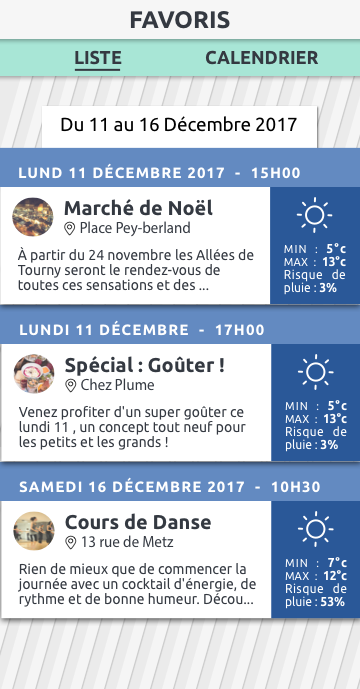 FAVORIS
LISTE CALENDRIER
Du 11 au 16 Décembre 2017
LUND 11 DÉCEMBRE 2017 - 15H00
Marché de Noël
Place Pey-berland
À partir du 24 novembre les Allées de
Tourny seront le rendez-vous de
toutes ces sensations et des ...
MIN : 5°c
MAX : 13°c
Risque de
pluie : 3%
LUNDI 11 DÉCEMBRE - 17H00
Spécial : Goûter !
Chez Plume
Venez profiter d'un super goûter ce
lundi 11 , un concept tout neuf pour
les petits et les grands !
MIN : 5°c
MAX : 13°c
Risque de
pluie : 3%
SAMEDI 16 DÉCEMBRE 2017 - 10H30
Cours de Danse
13 rue de Metz
Rien de mieux que de commencer la
journée avec un cocktail d'énergie, de
rythme et de bonne humeur. Décou...
MIN : 7°c
MAX : 12°c
Risque de
pluie : 53%